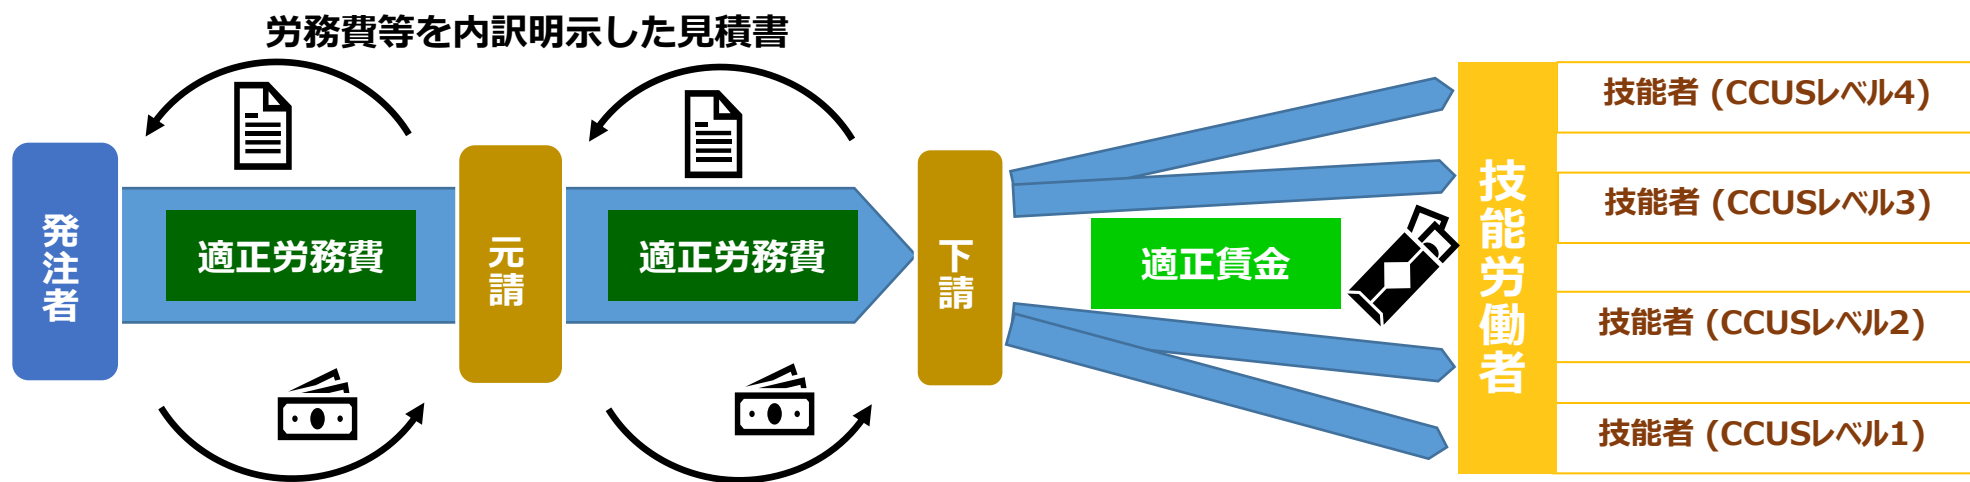 労務費等を内訳明示した見積書
発注者
適正労務費
元請
適正労務費
下請
適正賃金
技能労働者
技能者 (CCUSレベル4)
技能者 (CCUSレベル3)
技能者 (CCUSレベル2)
技能者 (CCUSレベル1)